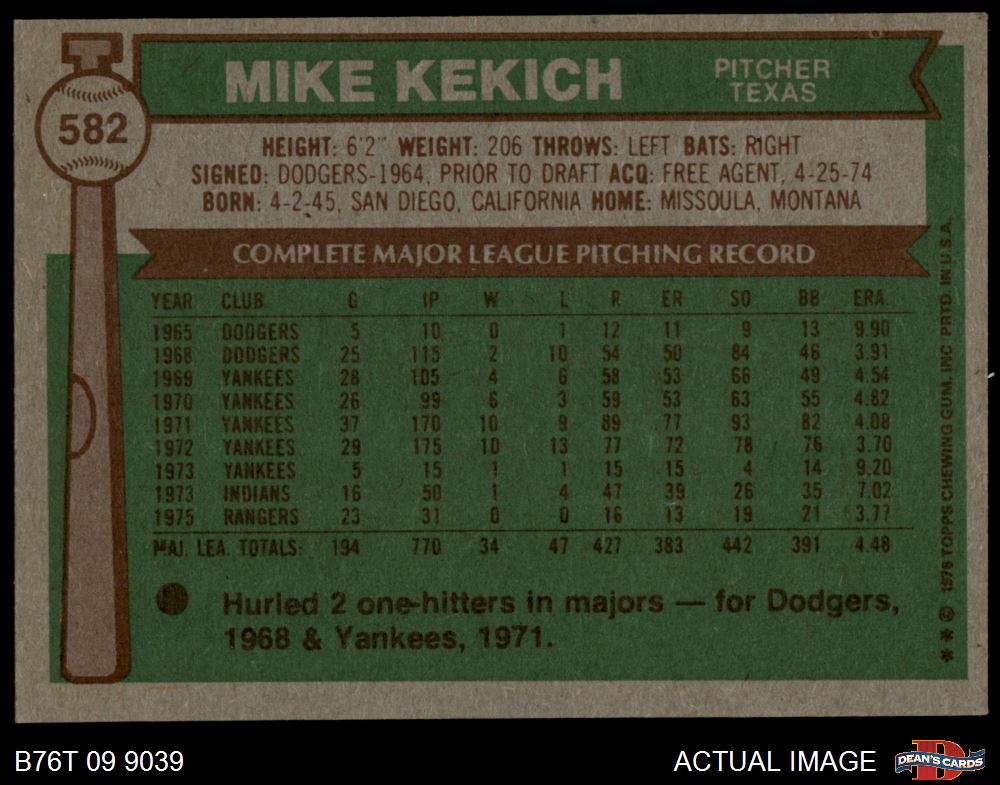 582
MIKE KEKICH
PITCHER
TEXAS
HEIGHT: 6'2" WEIGHT: 206 THROWS: LEFT BATS: RIGHT
SIGNED: DODGERS-1964, PRIOR TO DRAFT ACQ: FREE AGENT, 4-25-74
BORN: 4-2-45, SAN DIEGO, CALIFORNIA HOME: MISSOULA, MONTANA
COMPLETE MAJOR LEAGUE PITCHING RECORD
YEAR CLUB G IP W L R ER SO BB ERA
1965 DODGERS 5 10 0 1 12 11 9 13 9.90
1968 DODGERS 25 115 2 10 54 50 84 46 3.91
1969 YANKEES 28 105 4 6 58 53 66 49 4.54
1970 YANKEES 26 99 6 3 59 53 63 55 4.82
1971 YANKEES 37 170 10 9 89 77 93 82 4.08
1972 YANKEES 29 175 10 13 77 72 78 76 3.70
1973 YANKEES 5 15 1 1 15 15 4 14 9.20
1973 INDIANS 16 50 1 4 47 39 26 35 7.02
1975 RANGERS 23 31 0 0 16 13 19 21 3.77
MAJ. LEA. TOTALS: 194 770 34 47 427 383 442 391 4.48
Hurled 2 one-hitters in majors — for Dodgers,
1968 & Yankees, 1971.
* * © 1976 TOPPS CHEWING GUM, INC PRTD. IN U.S.A.
B76T 09 9039
ACTUAL IMAGE
DEAN'S CARDS